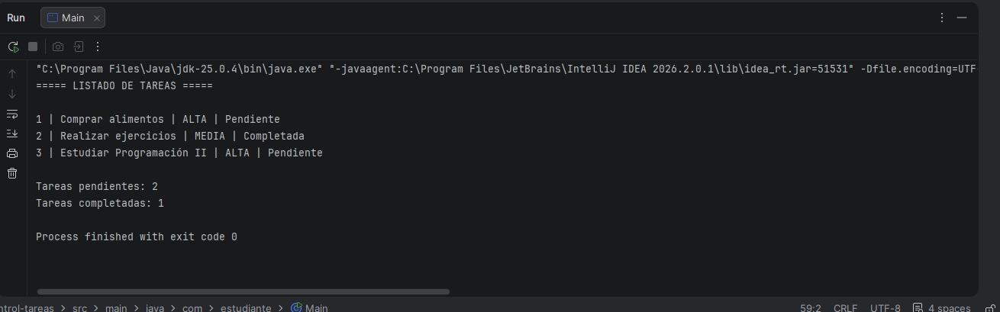 Run Main
"C:\Program Files\Java\jdk-25.0.4\bin\java.exe" "-javaagent:C:\Program Files\JetBrains\IntelliJ IDEA 2026.2.0.1\lib\idea_rt.jar=51531" -Dfile.encoding=UTF
===== LISTADO DE TAREAS =====
1 | Comprar alimentos | ALTA | Pendiente
2 | Realizar ejercicios | MEDIA | Completada
3 | Estudiar Programación II | ALTA | Pendiente
Tareas pendientes: 2
Tareas completadas: 1
Process finished with exit code 0
ntrol-tareas > src > main > java > com > estudiante > Main 59:2 CRLF UTF-8 4 spaces